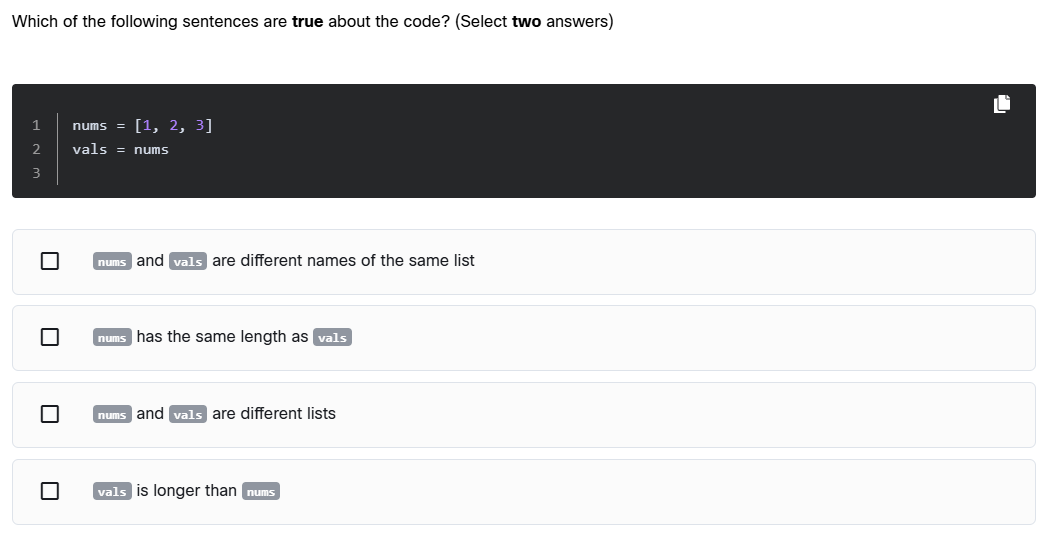 Which of the following sentences are true about the code? (Select two answers)
1 nums = [1, 2, 3]
2 vals = nums
3
nums and vals are different names of the same list
nums has the same length as vals
nums and vals are different lists
vals is longer than nums